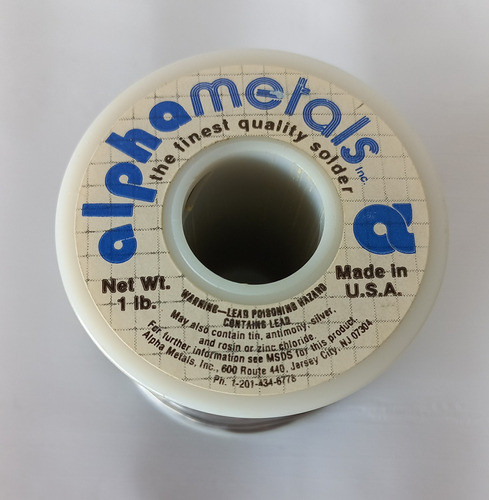 alphametals Inc.
the finest quality solder
a
Net Wt.
1 lb.
Made in
U.S.A.
WARNING—LEAD POISONING HAZARD
CONTAINS LEAD
May also contain tin, antimony, silver,
and rosin or zinc chloride.
For further information see MSDS for this product.
Alpha Metals, Inc., 600 Route 440, Jersey City, NJ 07304
Ph. 1-201-434-6778